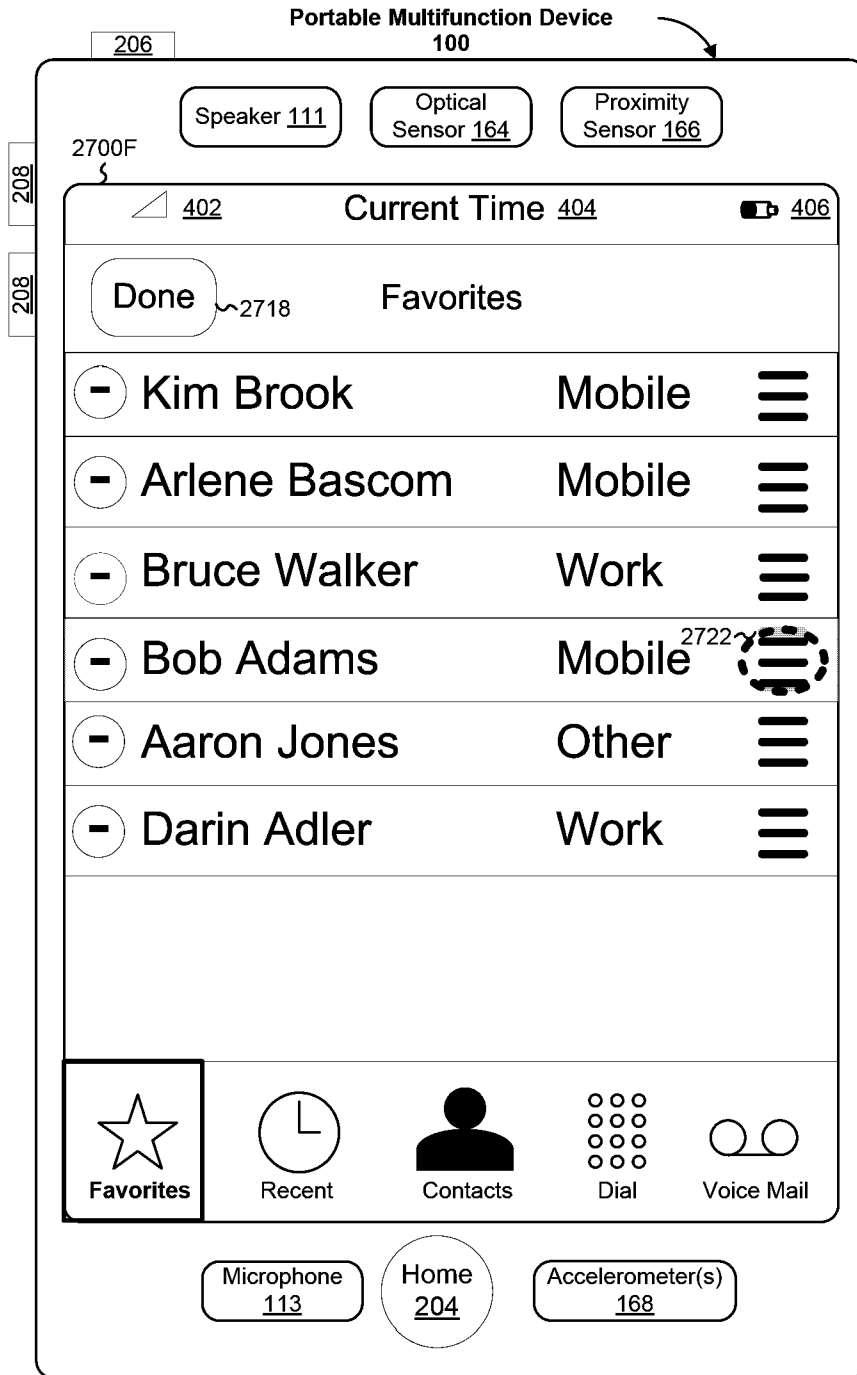 Portable Multifunction Device
100
206
Speaker 111
Optical
Sensor 164
Proximity
Sensor 166
2700F
208
402
Current Time 404
406
208
Done
2718
Favorites
- Kim Brook Mobile
- Arlene Bascom Mobile
- Bruce Walker Work
2722
- Bob Adams Mobile
- Aaron Jones Other
- Darin Adler Work
Favorites
Recent
Contacts
Dial
Voice Mail
Microphone
113
Home
204
Accelerometer(s)
168